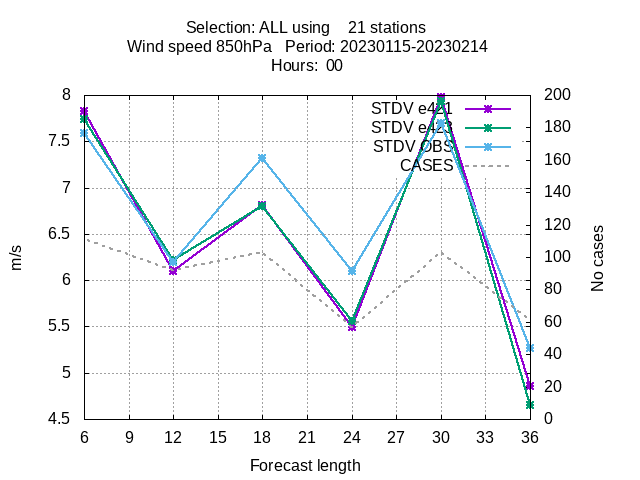 Selection: ALL using 21 stations
Wind speed 850hPa Period: 20230115-20230214
Hours: 00
8 200
7.5 180
7 160
6.5 140
6 120
5.5 100
5 80
4.5 60
40
20
0
STDV
STDV
STDV OBS
CASES
m/s
No cases
6 9 12 15 18 21 24 27 30 33 36
Forecast length